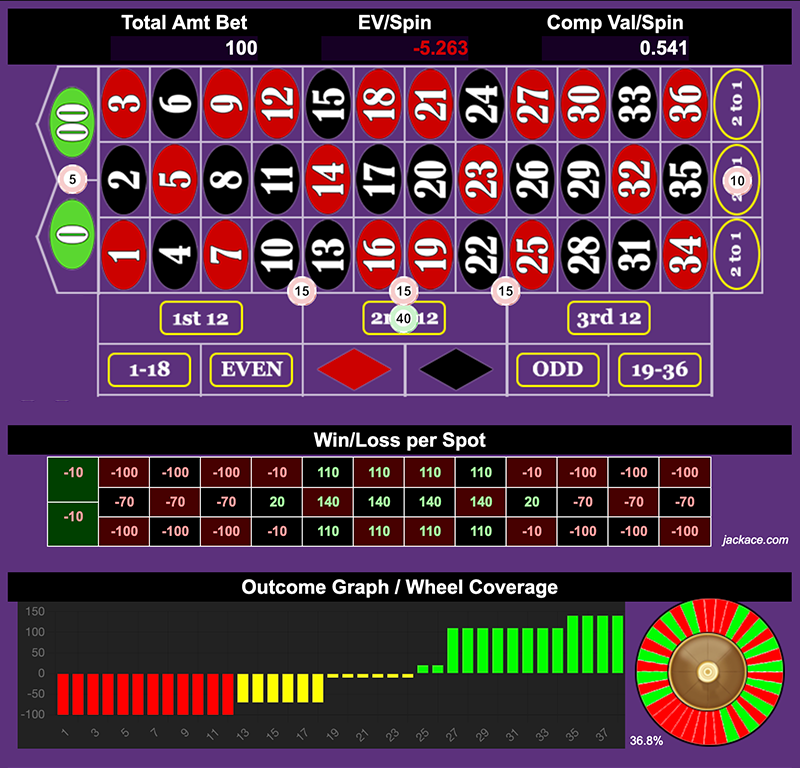 Total Amt Bet EV/Spin Comp Val/Spin
100 -5.263 0.541
00 3 6 9 12 15 18 21 24 27 30 33 36 2 to 1
5 2 5 8 11 14 17 20 23 26 29 32 35 10
0 1 4 7 10 13 16 19 22 25 28 31 34 2 to 1
15 15 15
1st 12 40 12 3rd 12
1-18 EVEN ODD 19-36
Win/Loss per Spot
-10 -100 -100 -100 -10 110 110 110 110 -10 -100 -100 -100
-70 -70 -70 20 140 140 140 140 20 -70 -70 -70
-10
-100 -100 -100 -10 110 110 110 110 -10 -100 -100 -100
jackace.com
Outcome Graph / Wheel Coverage
150
100
50
0
-50
-100
1 3 5 7 9 11 13 15 17 19 21 23 25 27 29 31 33 35 37
36.8%